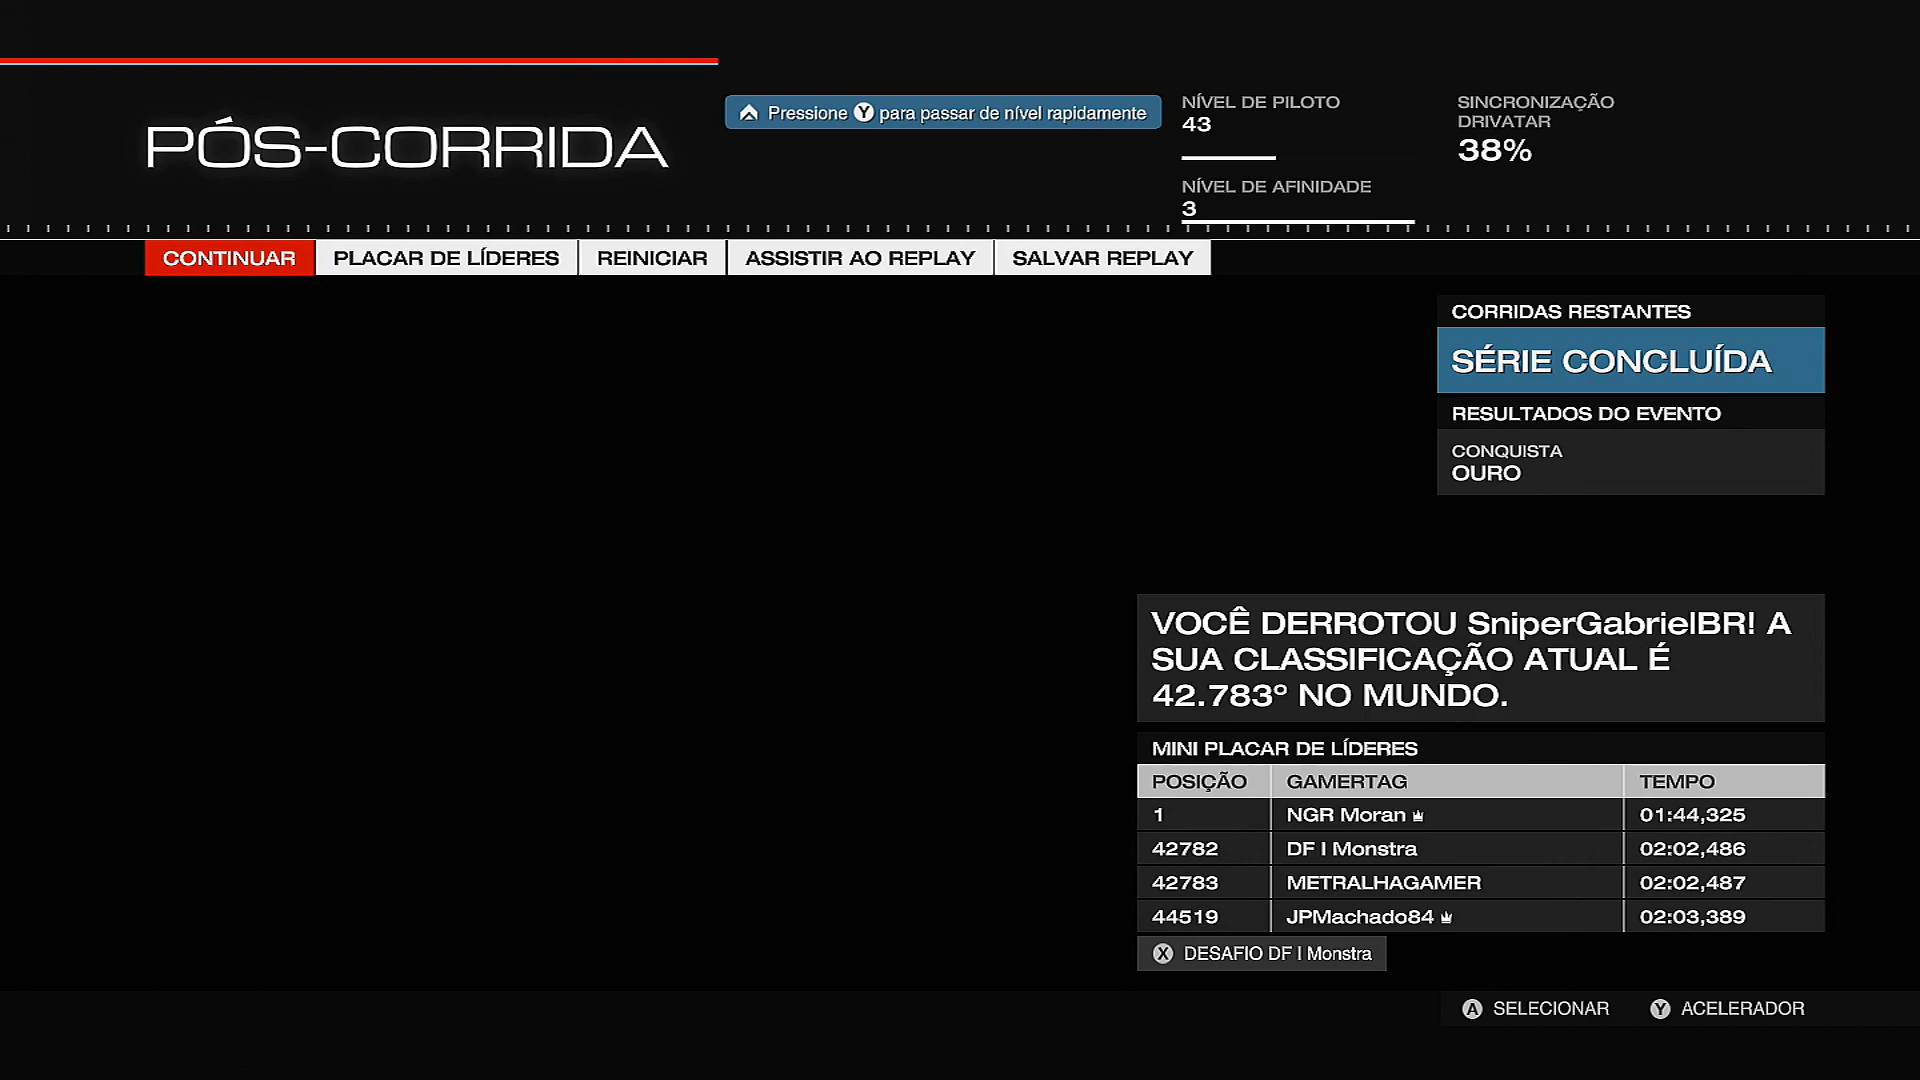 PÓS-CORRIDA
Pressione Y para passar de nível rapidamente
NÍVEL DE PILOTO
43
NÍVEL DE AFINIDADE
3
SINCRONIZAÇÃO
DRIVATAR
38%
CONTINUAR
PLACAR DE LÍDERES
REINICIAR
ASSISTIR AO REPLAY
SALVAR REPLAY
CORRIDAS RESTANTES
SÉRIE CONCLUÍDA
RESULTADOS DO EVENTO
CONQUISTA
OURO
VOCÊ DERROTOU SniperGabrielBR! A
SUA CLASSIFICAÇÃO ATUAL É
42.783º NO MUNDO.
MINI PLACAR DE LÍDERES
POSIÇÃO GAMERTAG TEMPO
1 NGR Moran 01:44,325
42782 DF I Monstra 02:02,486
42783 METRALHAGAMER 02:02,487
44519 JPMachado84 02:03,389
X DESAFIO DF I Monstra
A SELECIONAR Y ACELERADOR